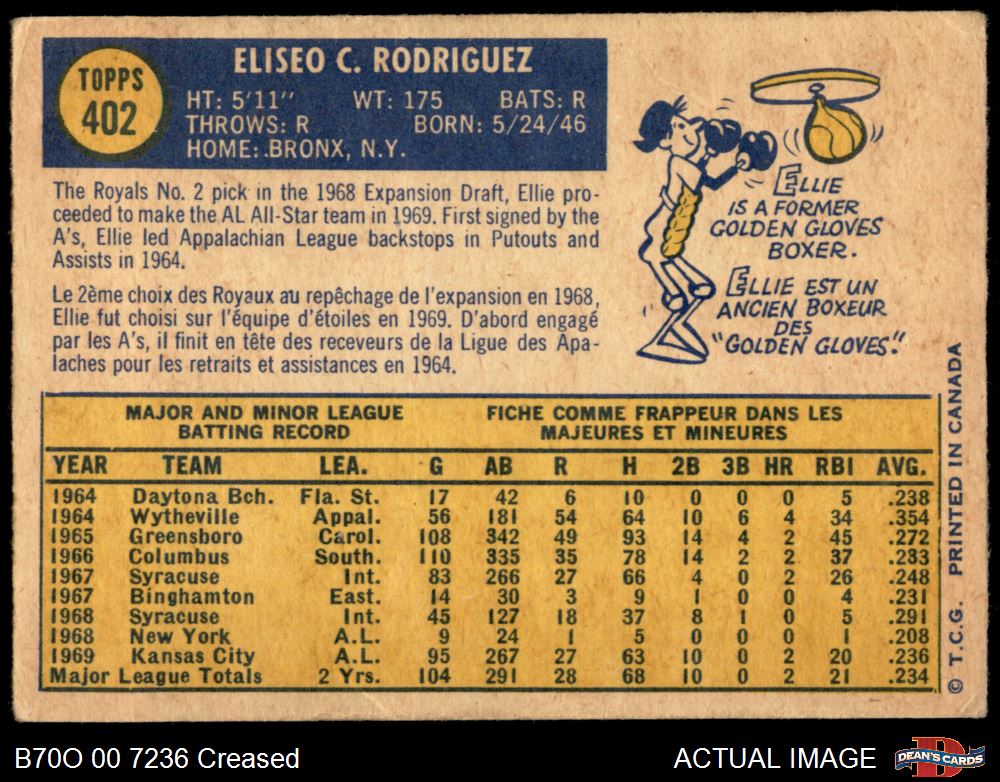 TOPPS
402
ELISEO C. RODRIGUEZ
HT: 5'11" WT: 175 BATS: R
THROWS: R BORN: 5/24/46
HOME: BRONX, N.Y.
The Royals No. 2 pick in the 1968 Expansion Draft, Ellie pro-
ceeded to make the AL All-Star team in 1969. First signed by the
A's, Ellie led Appalachian League backstops in Putouts and
Assists in 1964.
Le 2ème choix des Royaux au repêchage de l'expansion en 1968,
Ellie fut choisi sur l'équipe d'étoiles en 1969. D'abord engagé
par les A's, il finit en tête des receveurs de la Ligue des Apa-
laches pour les retraits et assistances en 1964.
ELLIE
IS A FORMER
GOLDEN GLOVES
BOXER.
ELLIE EST UN
ANCIEN BOXEUR
DES
"GOLDEN GLOVES."
MAJOR AND MINOR LEAGUE
BATTING RECORD
FICHE COMME FRAPPEUR DANS LES
MAJEURES ET MINEURES
YEAR TEAM LEA. G AB R H 2B 3B HR RBI AVG.
1964 Daytona Bch. Fla. St. 17 42 6 10 0 0 0 5 .238
1964 Wytheville Appal. 56 181 54 64 10 6 4 34 .354
1965 Greensboro Carol. 108 342 49 93 14 4 2 45 .272
1966 Columbus South. 110 335 35 78 14 2 2 37 .233
1967 Syracuse Int. 83 266 27 66 4 0 2 26 .248
1967 Binghamton East. 14 30 3 9 1 0 0 4 .231
1968 Syracuse Int. 45 127 18 37 8 1 0 5 .291
1968 New York A.L. 9 24 1 5 0 0 0 1 .208
1969 Kansas City A.L. 95 267 27 63 10 0 2 20 .236
Major League Totals 2 Yrs. 104 291 28 68 10 0 2 21 .234
© T.C.G. PRINTED IN CANADA
B70O 00 7236 Creased
ACTUAL IMAGE
DEAN'S CARDS